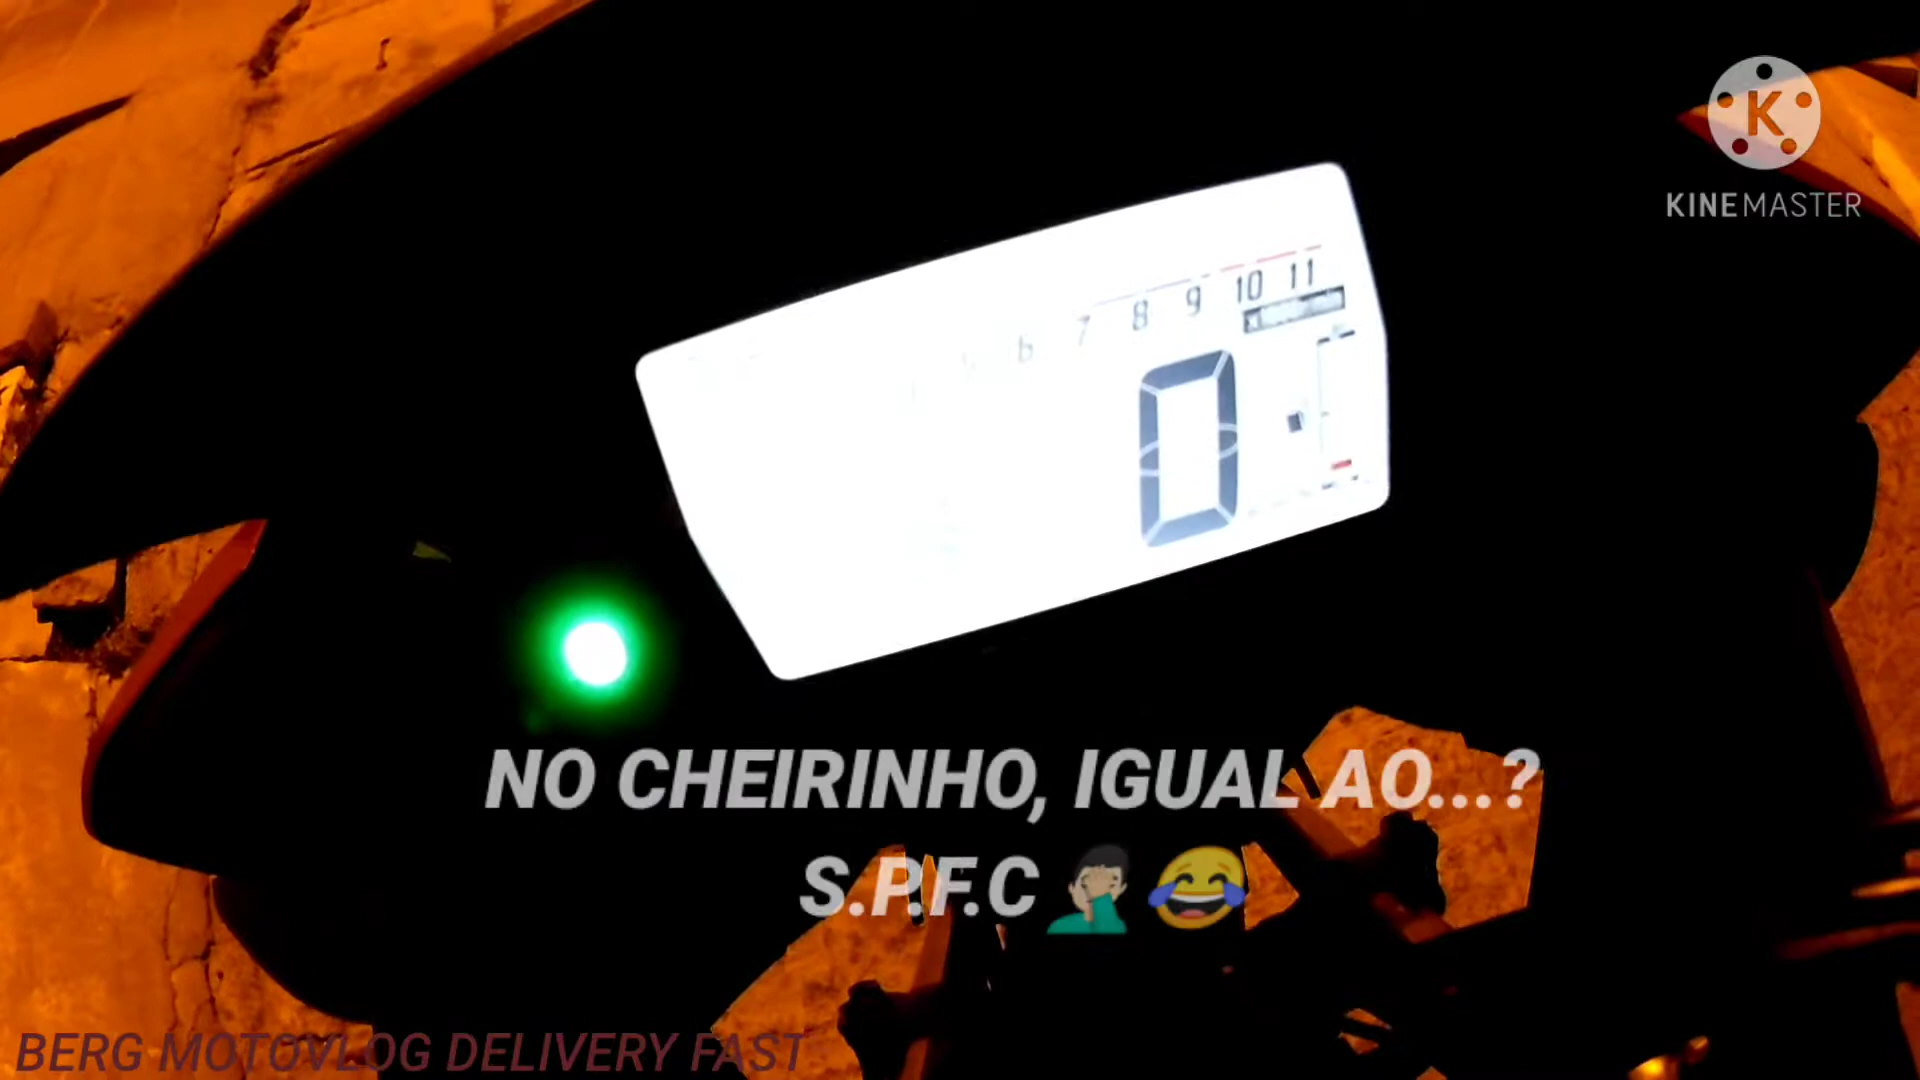 KINEMASTER
6 7 8 9 10 11
0
NO CHEIRINHO, IGUAL AO...?
S.P.F.C 🤦🏻‍♂️😂
BERG MOTOVLOG DELIVERY FAST